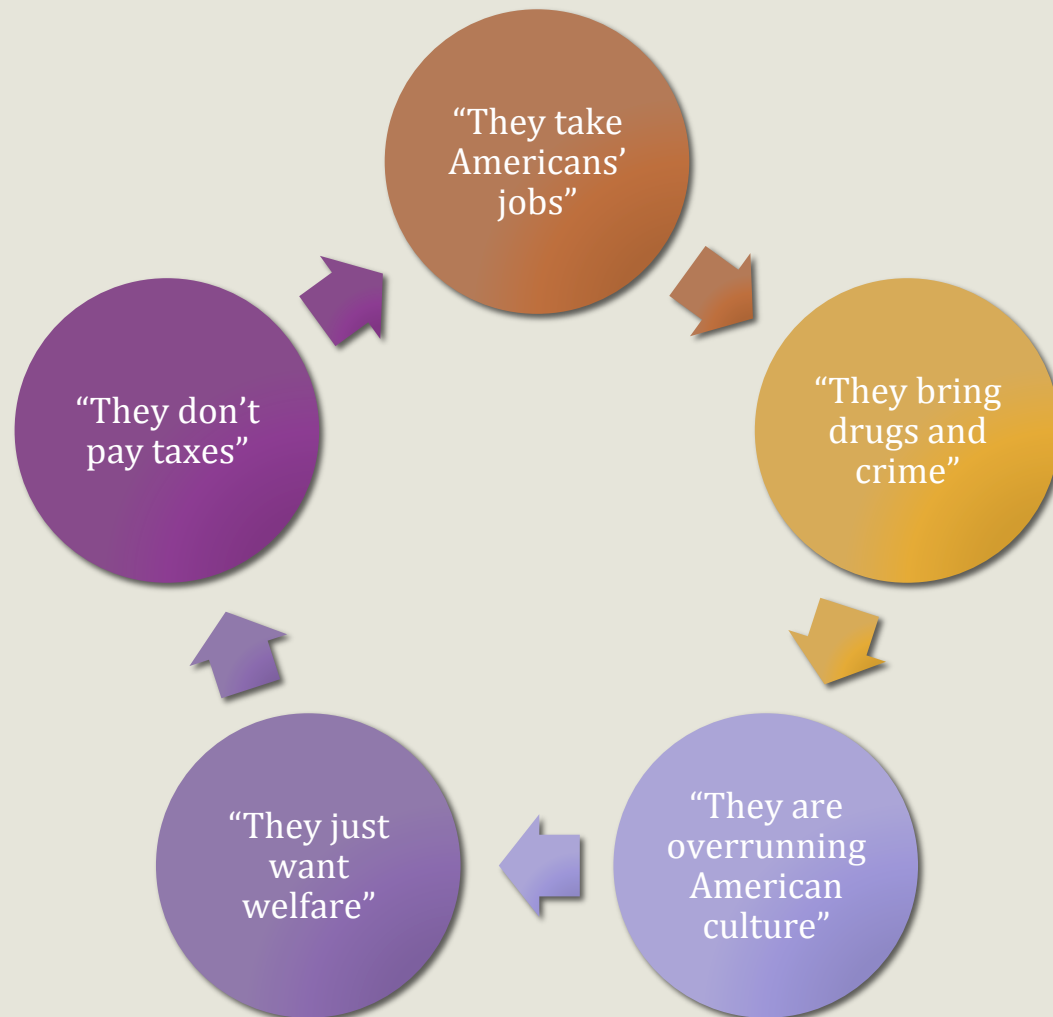 “They take
Americans’
jobs”
“They bring
drugs and
crime”
“They are
overrunning
American
culture”
“They just
want
welfare”
“They don’t
pay taxes”